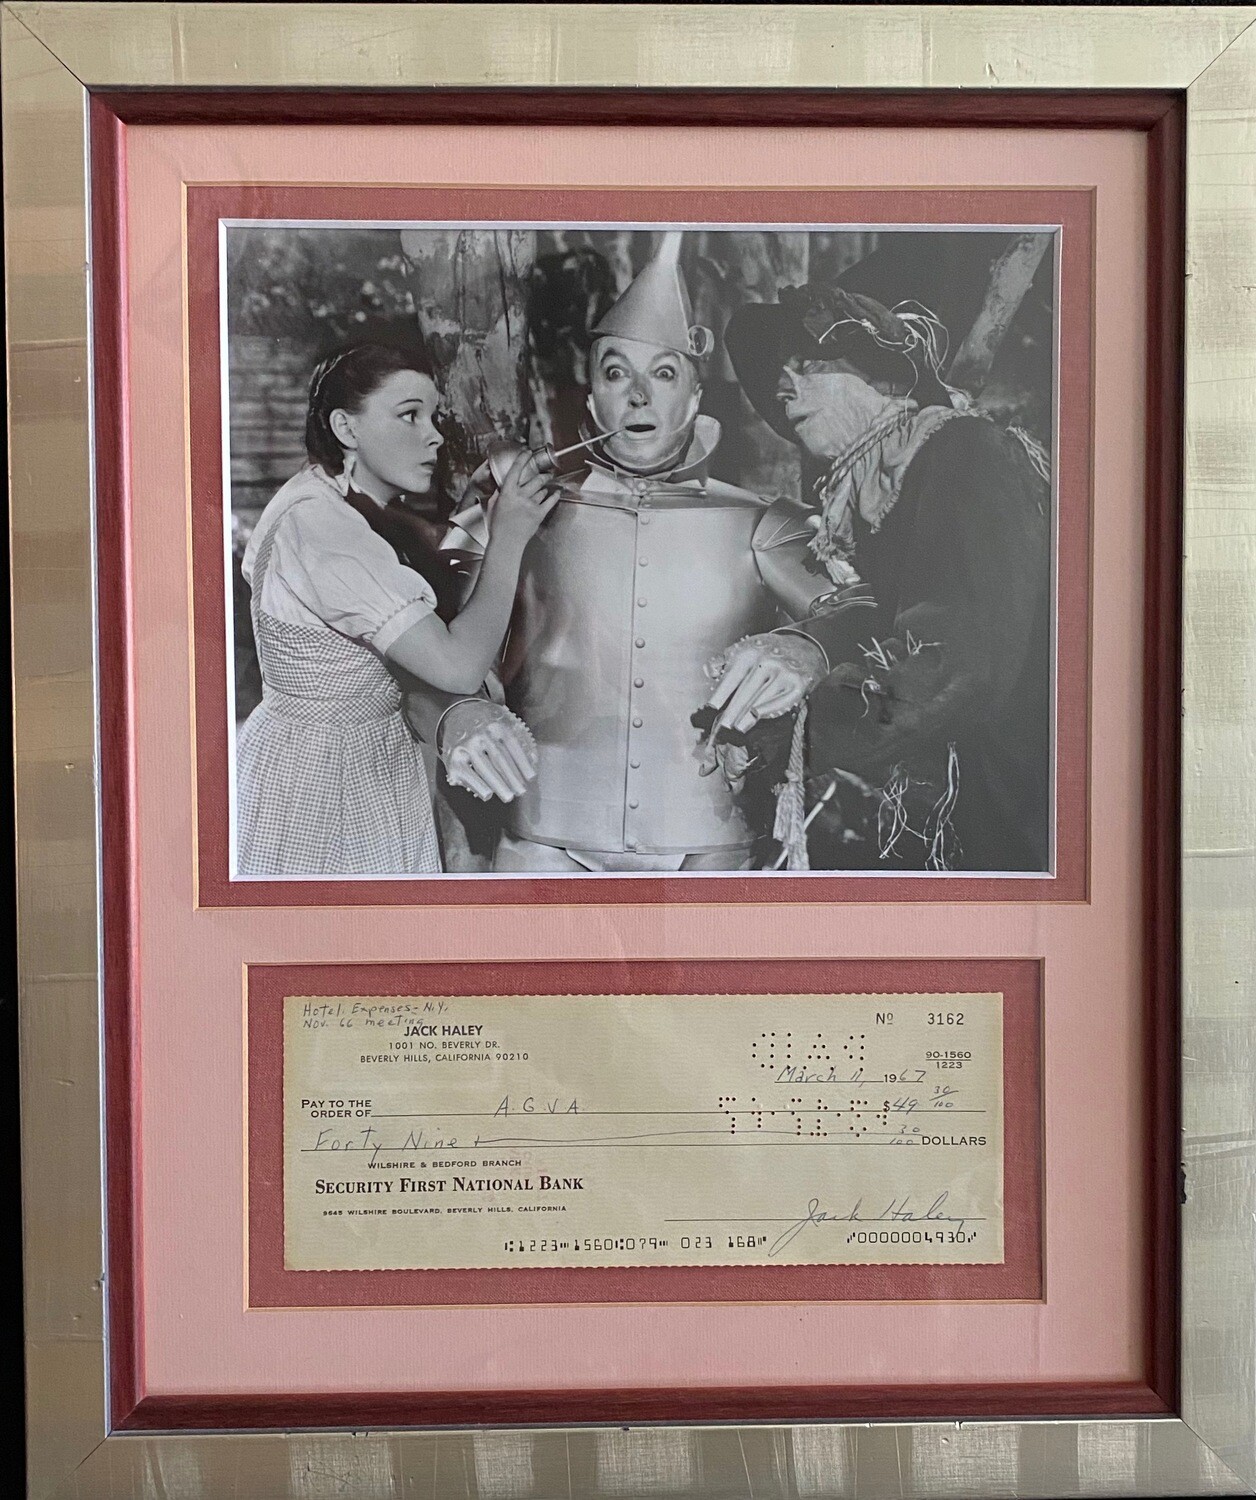 Hotel Expenses - N.Y.
Nov. 66 meeting
JACK HALEY
1001 NO. BEVERLY DR.
BEVERLY HILLS, CALIFORNIA 90210
Nº 3162
90-1560
1223
March 11, 1967
PAY TO THE
ORDER OF A.G.V.A. $49 30/100
Forty Nine 30/100 DOLLARS
WILSHIRE & BEDFORD BRANCH
SECURITY FIRST NATIONAL BANK
9645 WILSHIRE BOULEVARD, BEVERLY HILLS, CALIFORNIA
Jack Haley
⑆1223⑉1560⑆079⑉ 023 168⑈ ⑈0000004930⑈